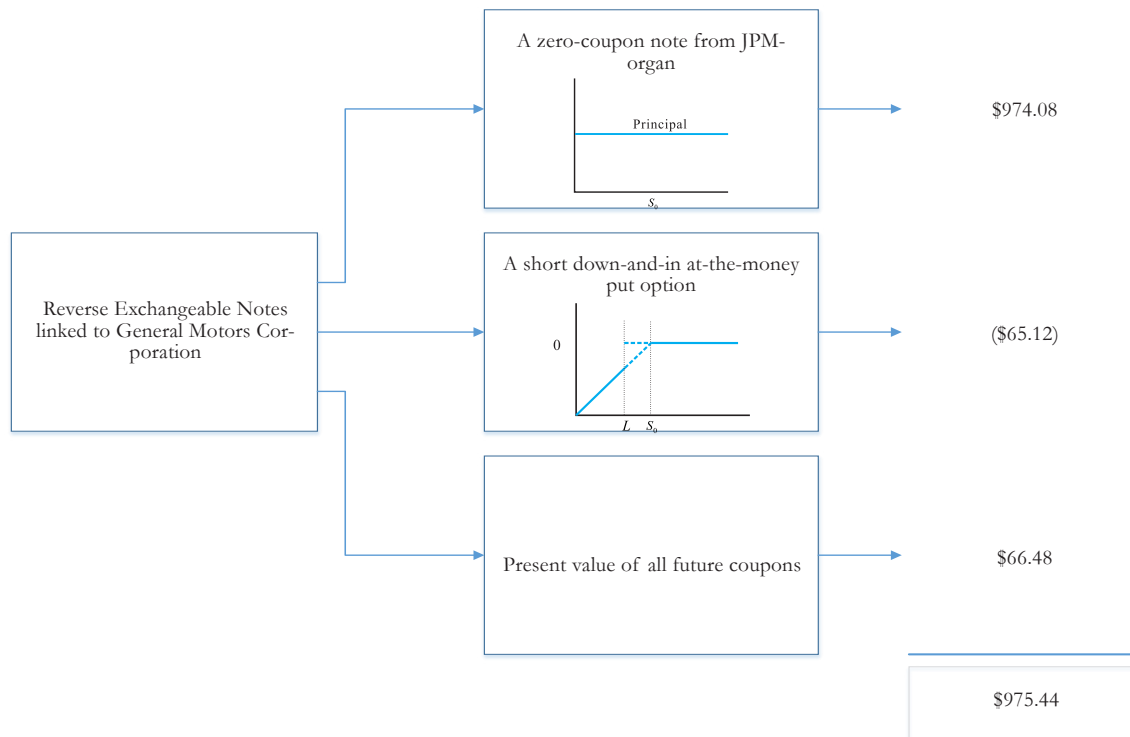 A zero-coupon note from JPM-
organ
Principal
S₀
$974.08
Reverse Exchangeable Notes
linked to General Motors Cor-
poration
A short down-and-in at-the-money
put option
0
L S₀
($65.12)
Present value of all future coupons
$66.48
$975.44